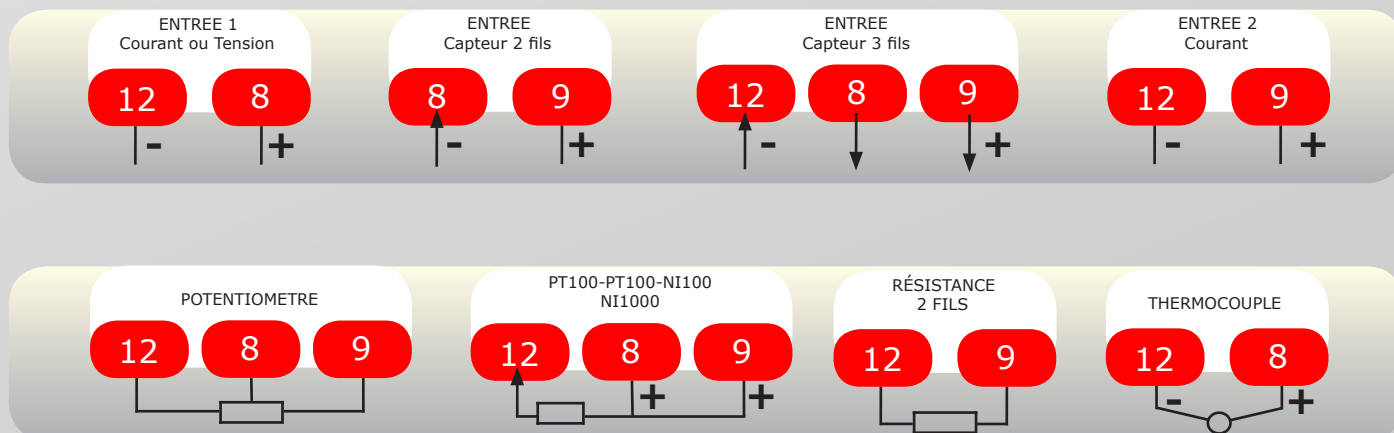 ENTREE 1
Courant ou Tension
12 8
- +
ENTREE
Capteur 2 fils
8 9
- +
ENTREE
Capteur 3 fils
12 8 9
- +
ENTREE 2
Courant
12 9
- +
POTENTIOMETRE
12 8 9
PT100-PT100-NI100
NI1000
12 8 9
+ +
RÉSISTANCE
2 FILS
12 9
THERMOCOUPLE
12 8
- +